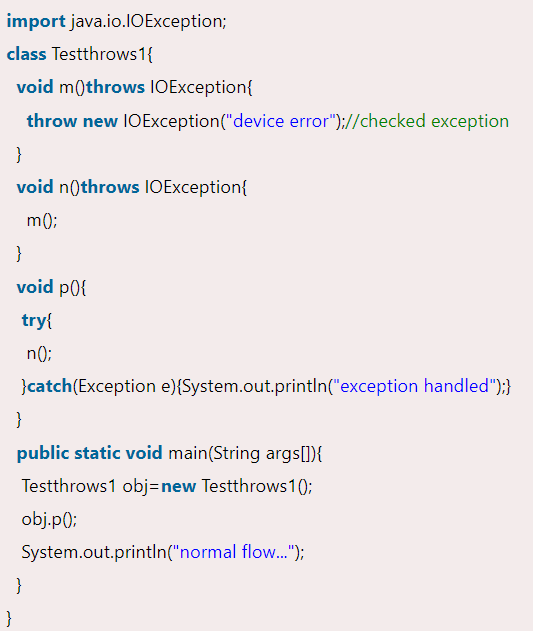 import java.io.IOException;
class Testthrows1{
  void m()throws IOException{
    throw new IOException("device error");//checked exception
  }
  void n()throws IOException{
    m();
  }
  void p(){
   try{
    n();
   }catch(Exception e){System.out.println("exception handled");}
  }
  public static void main(String args[]){
   Testthrows1 obj=new Testthrows1();
   obj.p();
   System.out.println("normal flow...");
  }
}